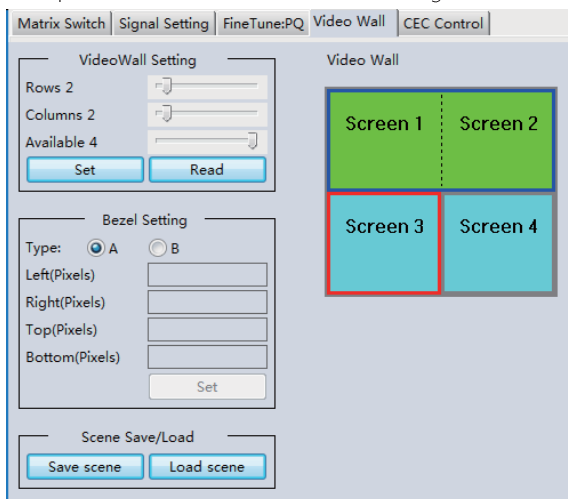 Matrix Switch Signal Setting FineTune:PQ Video Wall CEC Control
VideoWall Setting
Rows 2
Columns 2
Available 4
Set Read
Bezel Setting
Type: A B
Left(Pixels)
Right(Pixels)
Top(Pixels)
Bottom(Pixels)
Set
Scene Save/Load
Save scene Load scene
Video Wall
Screen 1 Screen 2
Screen 3 Screen 4